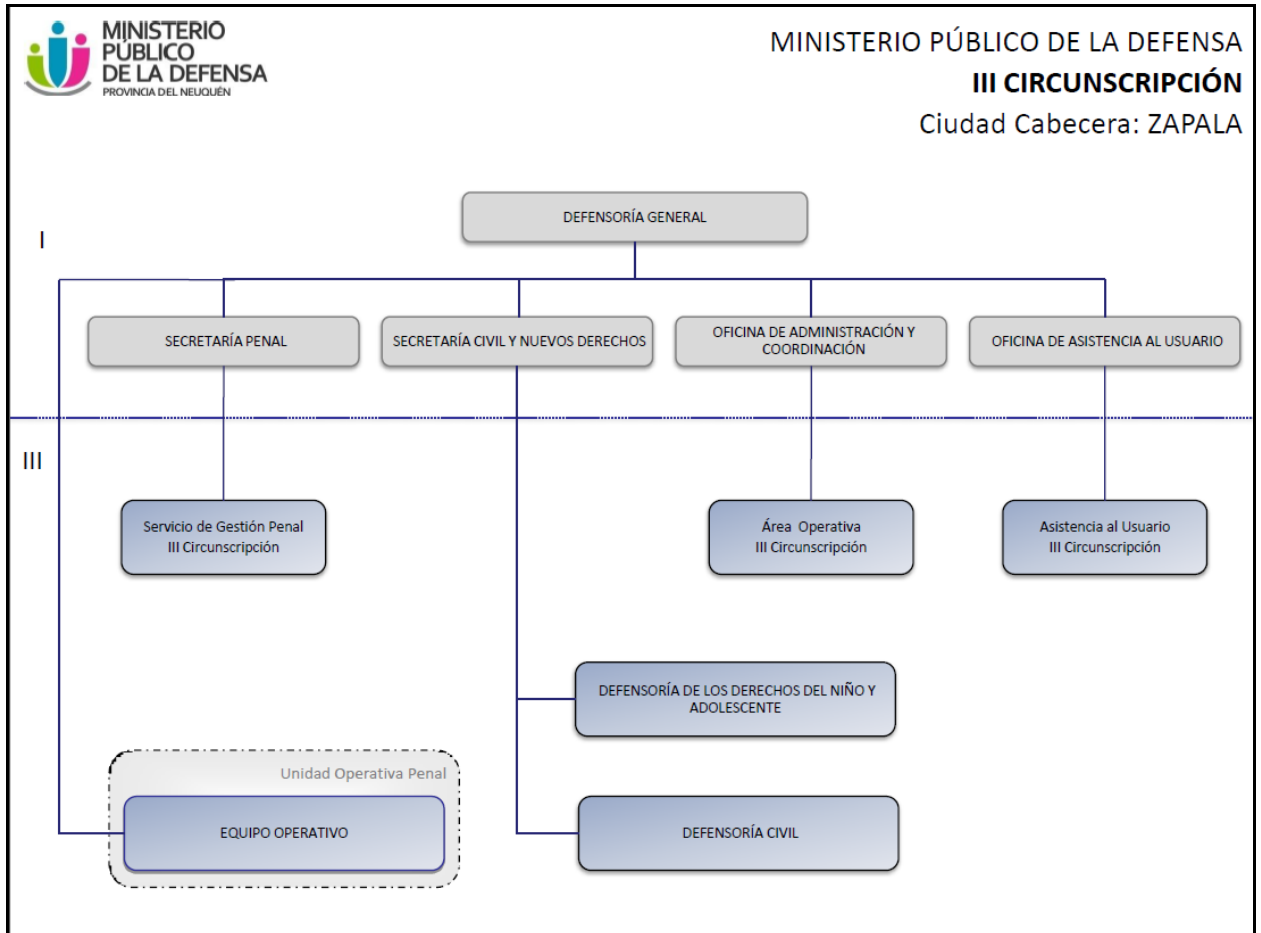 MINISTERIO
PÚBLICO
DE LA DEFENSA
PROVINCIA DEL NEUQUÉN
MINISTERIO PÚBLICO DE LA DEFENSA
III CIRCUNSCRIPCIÓN
Ciudad Cabecera: ZAPALA
I
DEFENSORÍA GENERAL
SECRETARÍA PENAL
SECRETARÍA CIVIL Y NUEVOS DERECHOS
OFICINA DE ADMINISTRACIÓN Y
COORDINACIÓN
OFICINA DE ASISTENCIA AL USUARIO
III
Servicio de Gestión Penal
III Circunscripción
Área Operativa
III Circunscripción
Asistencia al Usuario
III Circunscripción
DEFENSORÍA DE LOS DERECHOS DEL NIÑO Y
ADOLESCENTE
Unidad Operativa Penal
EQUIPO OPERATIVO
DEFENSORÍA CIVIL